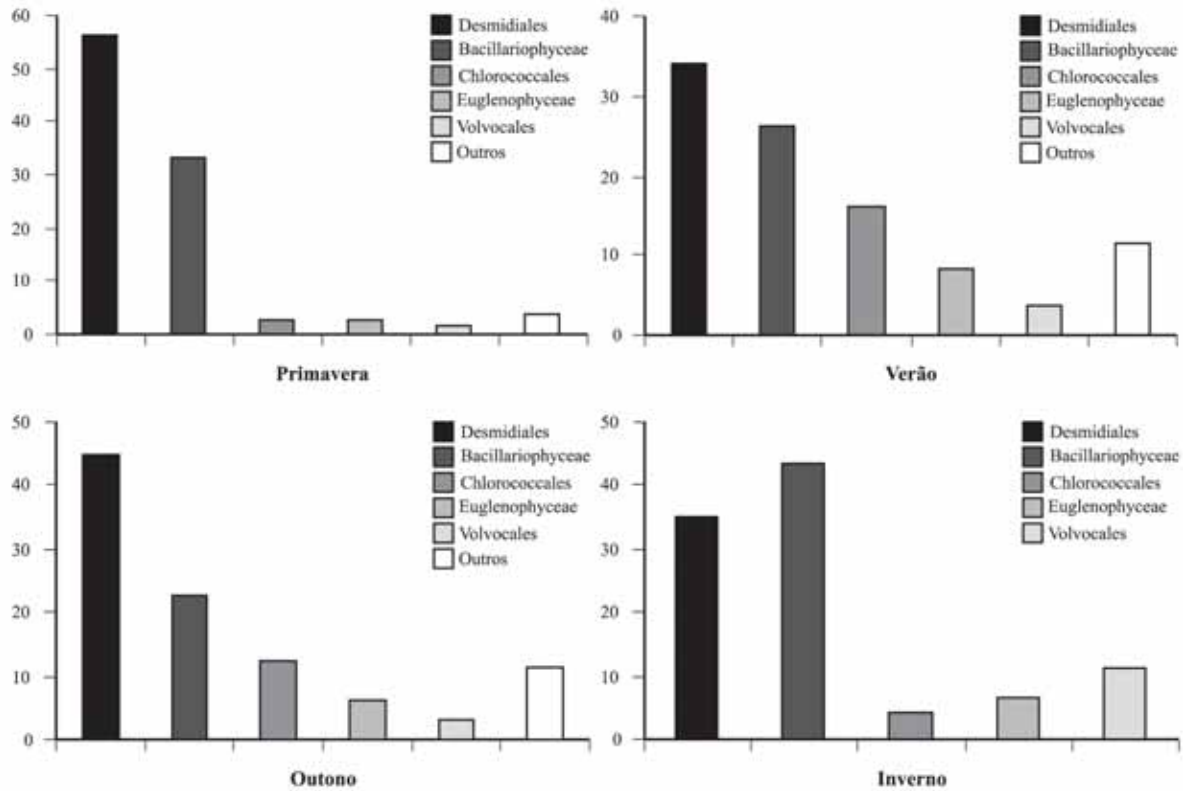 60
50
40
30
20
10
0
Desmidiales
Bacillariophyceae
Chlorococcales
Euglenophyceae
Volvocales
Outros
Primavera
40
30
20
10
0
Desmidiales
Bacillariophyceae
Chlorococcales
Euglenophyceae
Volvocales
Outros
Verão
50
40
30
20
10
0
Desmidiales
Bacillariophyceae
Chlorococcales
Euglenophyceae
Volvocales
Outros
Outono
50
40
30
20
10
0
Desmidiales
Bacillariophyceae
Chlorococcales
Euglenophyceae
Volvocales
Inverno